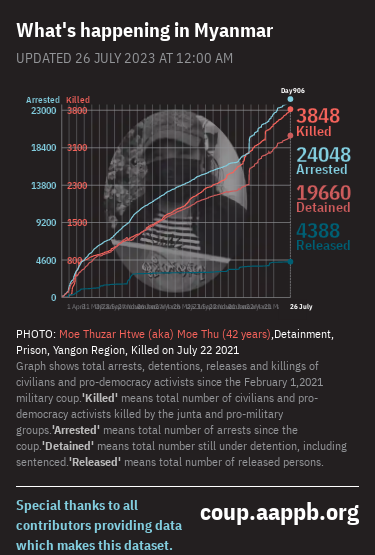 What's happening in Myanmar
UPDATED 26 JULY 2023 AT 12:00 AM
Day906
Arrested Killed
23000 3800
18400 3100
13800 2300
9200 1500
4600 800
0
3848
Killed
24048
Arrested
19660
Detained
4388
Released
26 July
PHOTO: Moe Thuzar Htwe (aka) Moe Thu (42 years),Detainment,
Prison, Yangon Region, Killed on July 22 2021
Graph shows total arrests, detentions, releases and killings of
civilians and pro-democracy activists since the February 1,2021
military coup.'Killed' means total number of civilians and pro-
democracy activists killed by the junta and pro-military
groups.'Arrested' means total number of arrests since the
coup.'Detained' means total number still under detention, including
sentenced.'Released' means total number of released persons.
Special thanks to all
contributors providing data
which makes this dataset.
coup.aappb.org